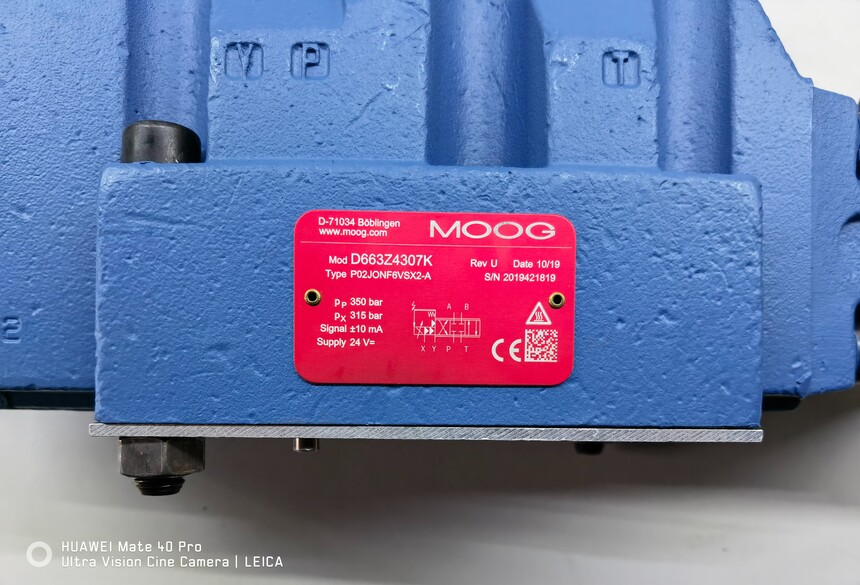 Y P T
D-71034 Böblingen
www.moog.com
MOOG
Mod D663Z4307K
Type P02JONF6VSX2-A
Rev U Date 10/19
S/N 2019421819
pP 350 bar
pX 315 bar
Signal ±10 mA
Supply 24 V=
A B
X Y P T
CE
2
HUAWEI Mate 40 Pro
Ultra Vision Cine Camera | LEICA